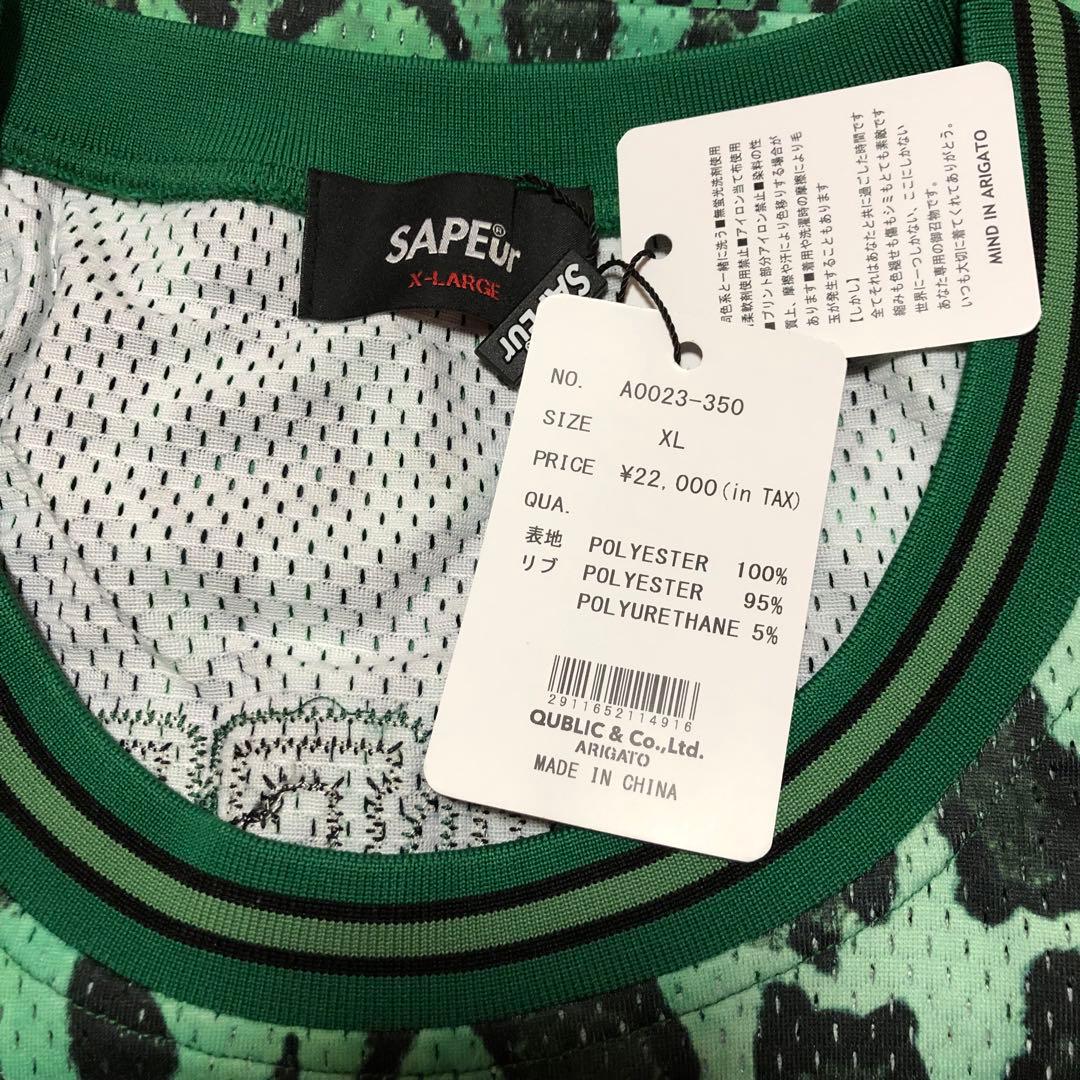 SAPEur®
X-LARGE
SAPEur
同色系と一緒に洗う■無蛍光洗剤使用
柔軟剤使用禁止■アイロン当て布使用
■プリント部分アイロン禁止■染料の性
質上、摩擦や汗により色移りする場合が
あります■着用や洗濯時の摩擦により毛
玉が発生することもあります
【しかし】
全てそれはあなたと共に過ごした時間です
縮みも色褪せも傷もシミもとても素敵です
世界に一つしかない、ここにしかない
あなた専用の御召物です。
いつも大切に着てくれてありがとう。
MIND IN ARIGATO
NO. A0023-350
SIZE XL
PRICE ¥22,000(in TAX)
QUA.
表地 POLYESTER 100%
リブ POLYESTER 95%
POLYURETHANE 5%
2911652114916
QUBLIC & Co.,Ltd.
ARIGATO
MADE IN CHINA